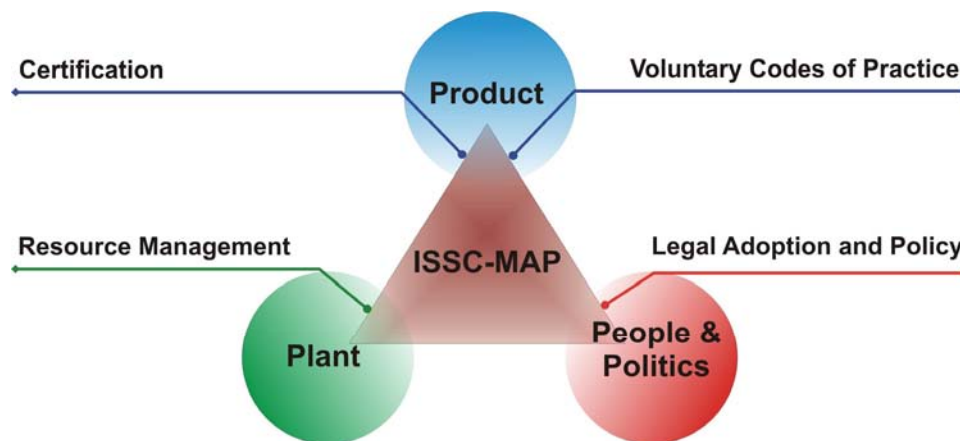 Certification
Voluntary Codes of Practice
Product
Resource Management
ISSC-MAP
Legal Adoption and Policy
Plant
People &
Politics